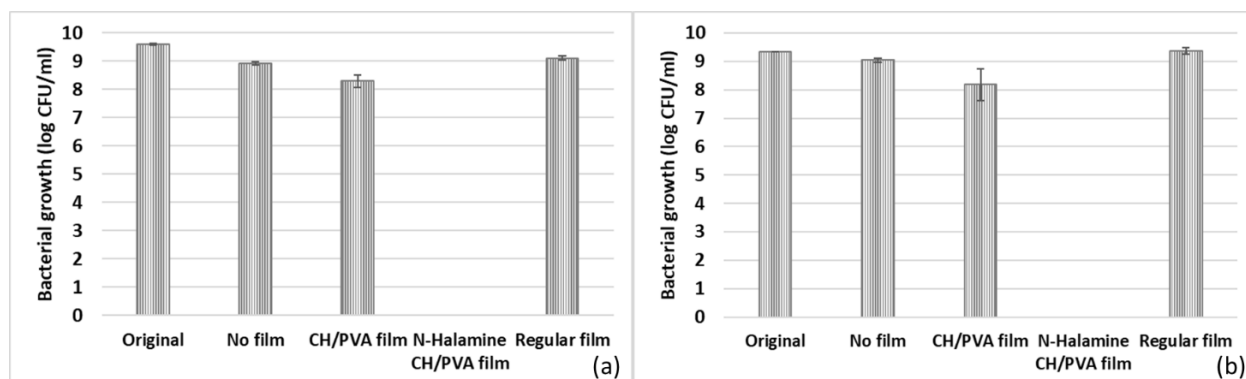 Bacterial growth (log CFU/ml)
10
9
8
7
6
5
4
3
2
1
0
Original
No film
CH/PVA film
N-Halamine
CH/PVA film
Regular film
(a)
Bacterial growth (log CFU/ml)
10
9
8
7
6
5
4
3
2
1
0
Original
No film
CH/PVA film
N-Halamine
CH/PVA film
Regular film
(b)